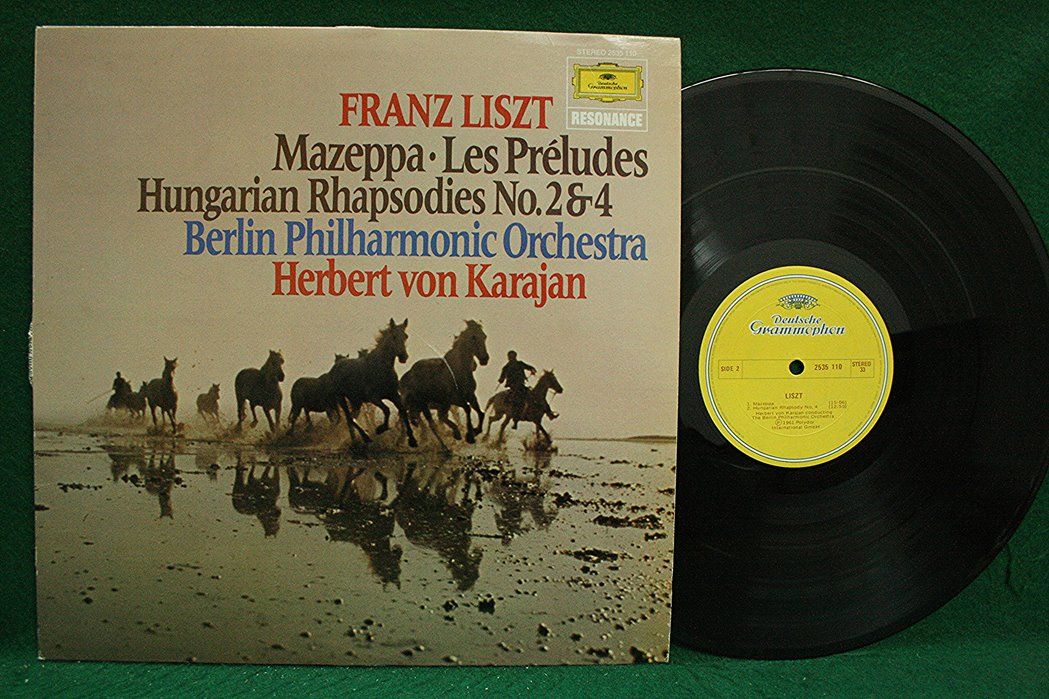 STEREO 2535 110
Deutsche
Grammophon
RESONANCE
FRANZ LISZT
Mazeppa · Les Préludes
Hungarian Rhapsodies No. 2 & 4
Berlin Philharmonic Orchestra
Herbert von Karajan
Deutsche
Grammophon
SIDE 2
2535 110
STEREO
33
LISZT
1. Mazeppa
2. Hungarian Rhapsody No. 4
Herbert von Karajan conducting
The Berlin Philharmonic Orchestra
Ⓟ 1961 Polydor
International GmbH